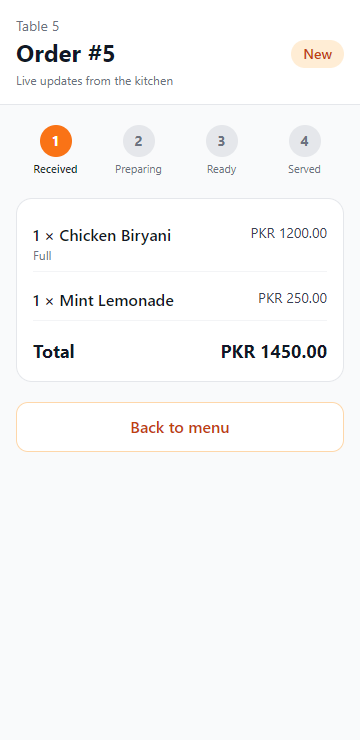 Table 5
Order #5
New
Live updates from the kitchen
1 2 3 4
Received Preparing Ready Served
1 × Chicken Biryani PKR 1200.00
Full
1 × Mint Lemonade PKR 250.00
Total PKR 1450.00
Back to menu